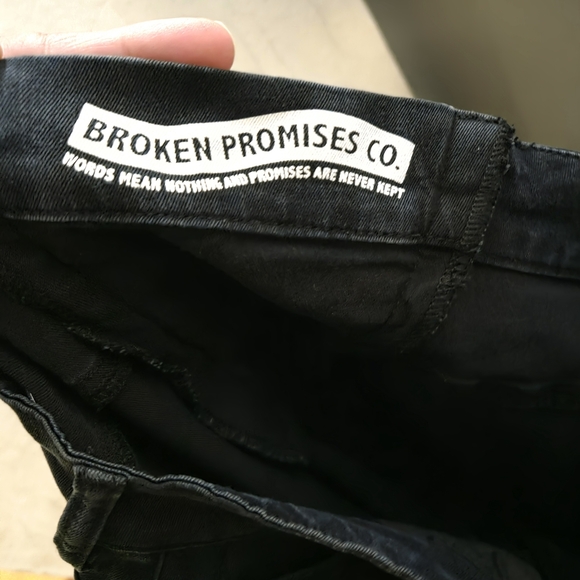 BROKEN PROMISES CO.
WORDS MEAN NOTHING AND PROMISES ARE NEVER KEPT